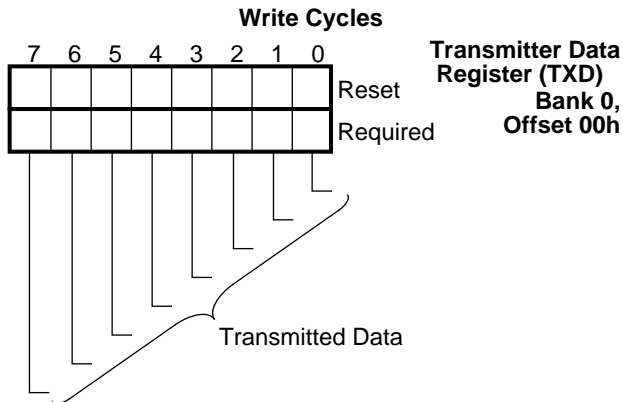 Write Cycles
7 6 5 4 3 2 1 0
Transmitter Data
Register (TXD)
Bank 0,
Offset 00h
Reset
Required
Transmitted Data